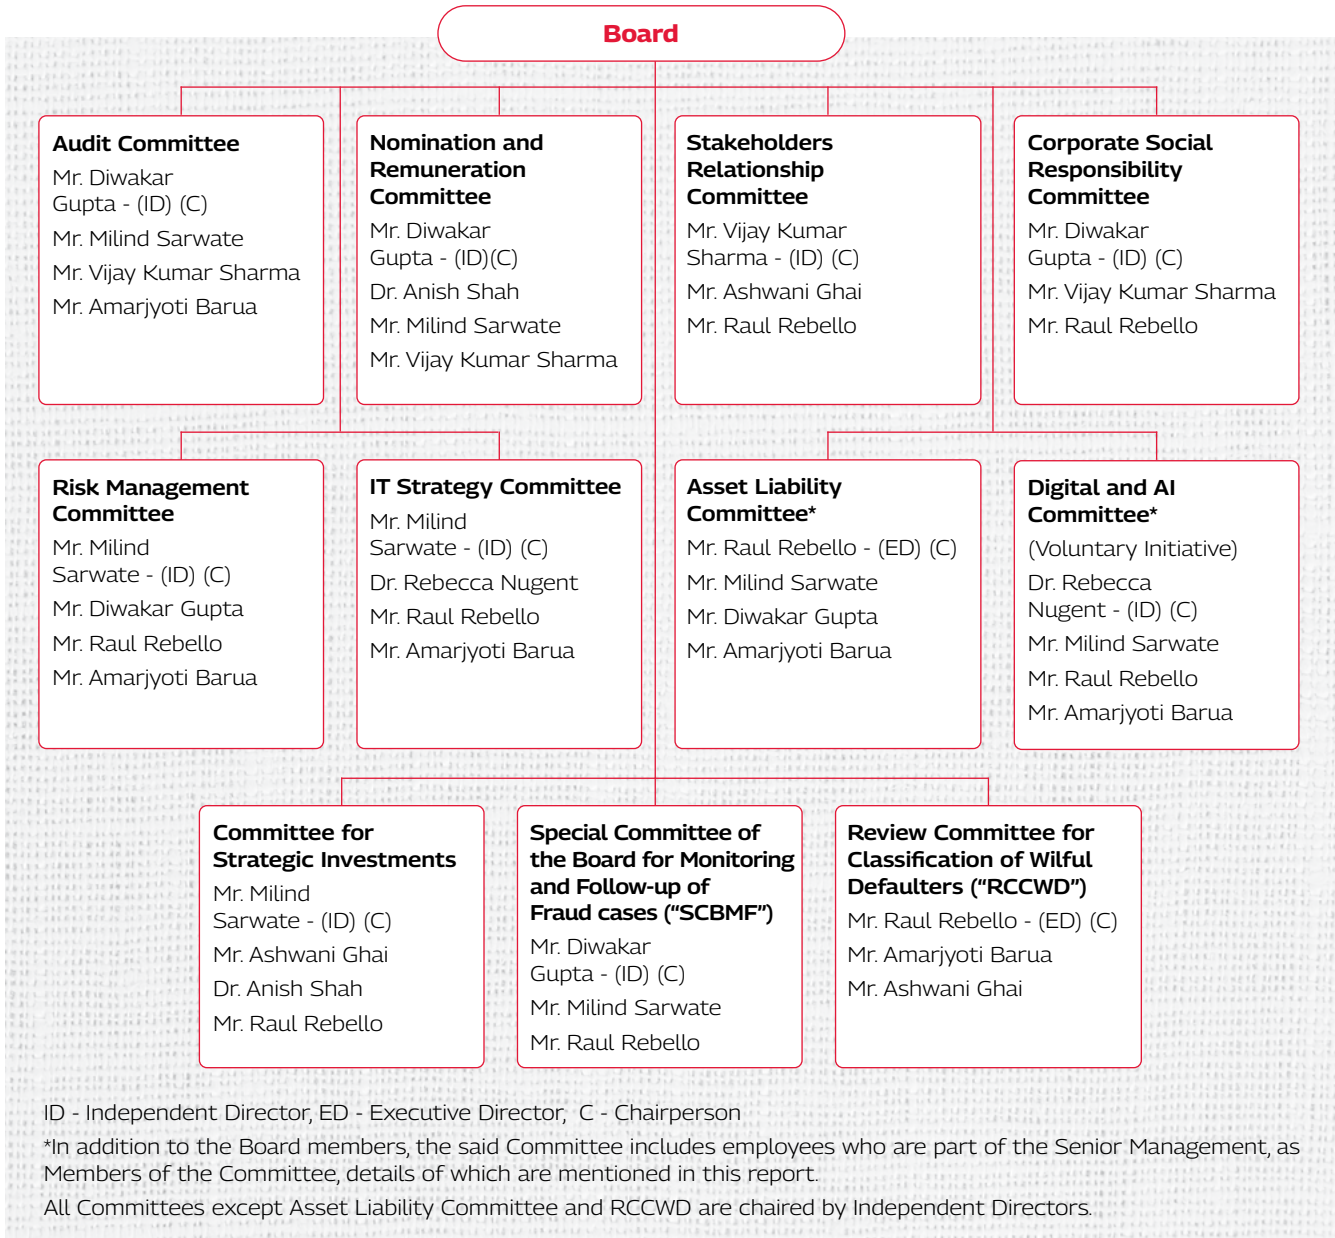 Board
Audit Committee
Mr. Diwakar
Gupta - (ID) (C)
Mr. Milind Sarwate
Mr. Vijay Kumar Sharma
Mr. Amarjyoti Barua
Nomination and
Remuneration
Committee
Mr. Diwakar
Gupta - (ID)(C)
Dr. Anish Shah
Mr. Milind Sarwate
Mr. Vijay Kumar Sharma
Stakeholders
Relationship
Committee
Mr. Vijay Kumar
Sharma - (ID) (C)
Mr. Ashwani Ghai
Mr. Raul Rebello
Corporate Social
Responsibility
Committee
Mr. Diwakar
Gupta - (ID) (C)
Mr. Vijay Kumar Sharma
Mr. Raul Rebello
Risk Management
Committee
Mr. Milind
Sarwate - (ID) (C)
Mr. Diwakar Gupta
Mr. Raul Rebello
Mr. Amarjyoti Barua
IT Strategy Committee
Mr. Milind
Sarwate - (ID) (C)
Dr. Rebecca Nugent
Mr. Raul Rebello
Mr. Amarjyoti Barua
Asset Liability
Committee*
Mr. Raul Rebello - (ED) (C)
Mr. Milind Sarwate
Mr. Diwakar Gupta
Mr. Amarjyoti Barua
Digital and AI
Committee*
(Voluntary Initiative)
Dr. Rebecca
Nugent - (ID) (C)
Mr. Milind Sarwate
Mr. Raul Rebello
Mr. Amarjyoti Barua
Committee for
Strategic Investments
Mr. Milind
Sarwate - (ID) (C)
Mr. Ashwani Ghai
Dr. Anish Shah
Mr. Raul Rebello
Special Committee of
the Board for Monitoring
and Follow-up of
Fraud cases (“SCBMF”)
Mr. Diwakar
Gupta - (ID) (C)
Mr. Milind Sarwate
Mr. Raul Rebello
Review Committee for
Classification of Wilful
Defaulters (“RCCWD”)
Mr. Raul Rebello - (ED) (C)
Mr. Amarjyoti Barua
Mr. Ashwani Ghai
ID - Independent Director, ED - Executive Director, C - Chairperson
*In addition to the Board members, the said Committee includes employees who are part of the Senior Management, as
Members of the Committee, details of which are mentioned in this report.
All Committees except Asset Liability Committee and RCCWD are chaired by Independent Directors.